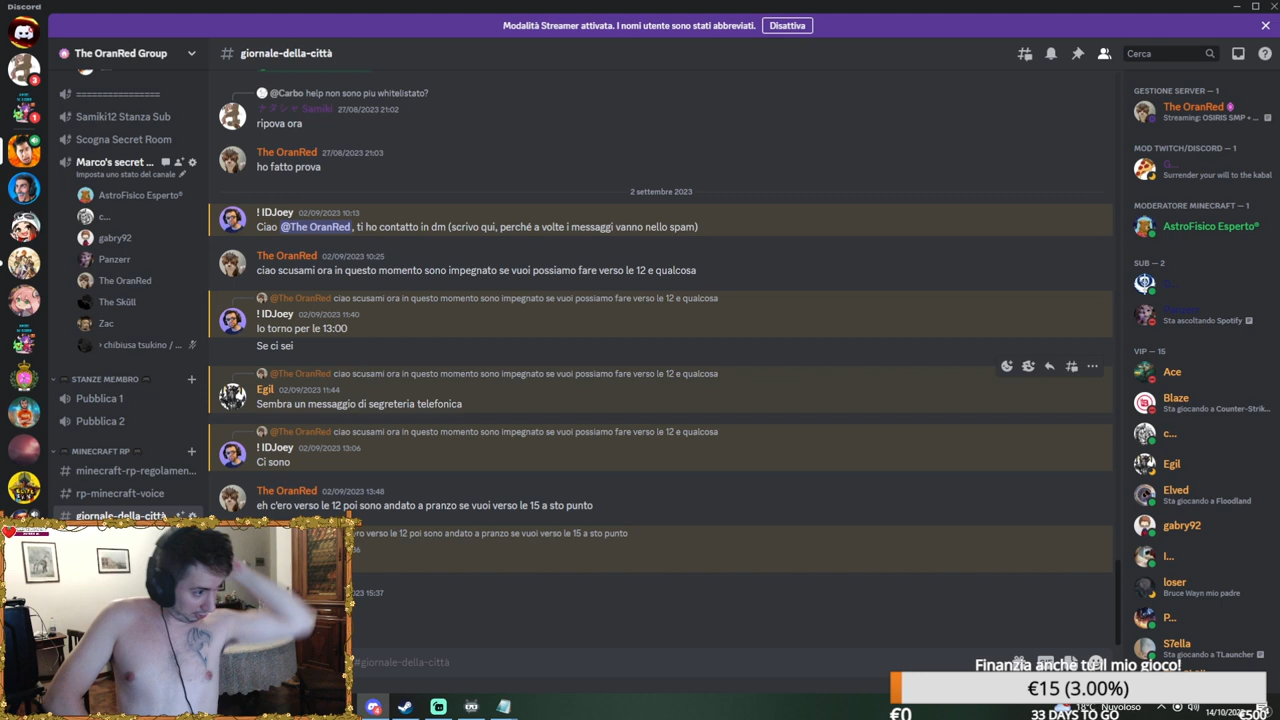 Discord
Modalità Streamer attivata. I nomi utente sono stati abbreviati.
Disattiva
The OranRed Group
giornale-della-città
Cerca
3
1
================
Samiki12 Stanza Sub
Scogna Secret Room
Marco's secret ...
Imposta uno stato del canale
AstroFisico Esperto®
c...
gabry92
Panzerr
The OranRed
The Sküll
Zac
› chibiusa tsukino / ...
STANZE MEMBRO
Pubblica 1
Pubblica 2
MINECRAFT RP
minecraft-rp-regolamen...
rp-minecraft-voice
giornale-della-città
@Carbo help non sono piu whitelistato?
ナヌシャ Samiki 27/08/2023 21:02
ripova ora
The OranRed 27/08/2023 21:03
ho fatto prova
2 settembre 2023
! IDJoey 02/09/2023 10:13
Ciao @The OranRed, ti ho contatto in dm (scrivo qui, perché a volte i messaggi vanno nello spam)
The OranRed 02/09/2023 10:25
ciao scusami ora in questo momento sono impegnato se vuoi possiamo fare verso le 12 e qualcosa
@The OranRed ciao scusami ora in questo momento sono impegnato se vuoi possiamo fare verso le 12 e qualcosa
! IDJoey 02/09/2023 11:40
Io torno per le 13:00
Se ci sei
@The OranRed ciao scusami ora in questo momento sono impegnato se vuoi possiamo fare verso le 12 e qualcosa
Egil 02/09/2023 11:44
Sembra un messaggio di segreteria telefonica
@The OranRed ciao scusami ora in questo momento sono impegnato se vuoi possiamo fare verso le 12 e qualcosa
! IDJoey 02/09/2023 13:06
Ci sono
The OranRed 02/09/2023 13:48
eh c'ero verso le 12 poi sono andato a pranzo se vuoi verso le 15 a sto punto
ero verso le 12 poi sono andato a pranzo se vuoi verso le 15 a sto punto
15:37
#giornale-della-città
GESTIONE SERVER — 1
The OranRed
Streaming: OSIRIS SMP + ...
MOD TWITCH/DISCORD — 1
G...
Surrender your will to the kabal
MODERATORE MINECRAFT — 1
AstroFisico Esperto®
SUB — 2
G...
Panzerr
Sta ascoltando Spotify
VIP — 15
Ace
Blaze
Sta giocando a Counter-Strik...
c...
Egil
Elved
Sta giocando a Floodland
gabry92
I...
loser
Bruce Wayn mio padre
P...
S7ella
Sta giocando a TLauncher
Finanzia anche tu il mio gioco!
€15 (3.00%)
€0
33 DAYS TO GO
€500
18°C Nuvoloso